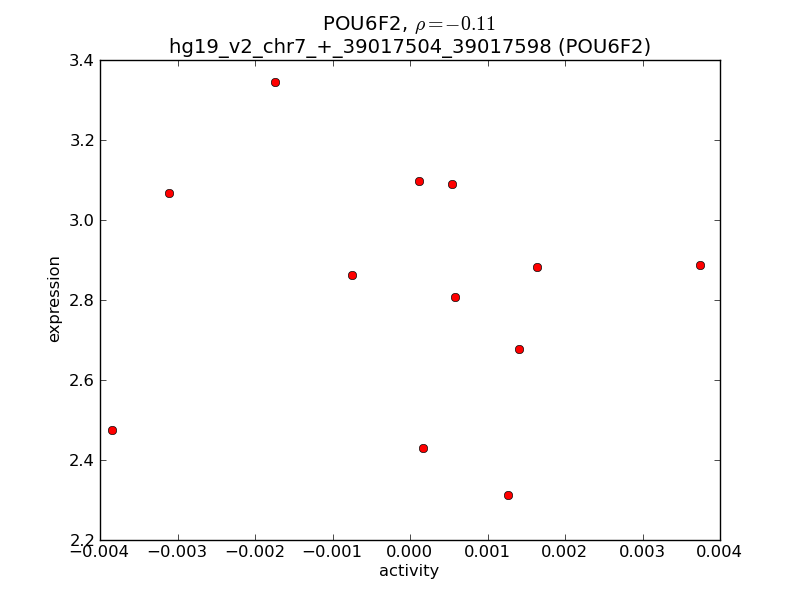 POU6F2, ρ=−0.11
hg19_v2_chr7_+_39017504_39017598 (POU6F2)
3.4
3.2
3.0
2.8
2.6
2.4
2.2
expression
−0.004 −0.003 −0.002 −0.001 0.000 0.001 0.002 0.003 0.004
activity